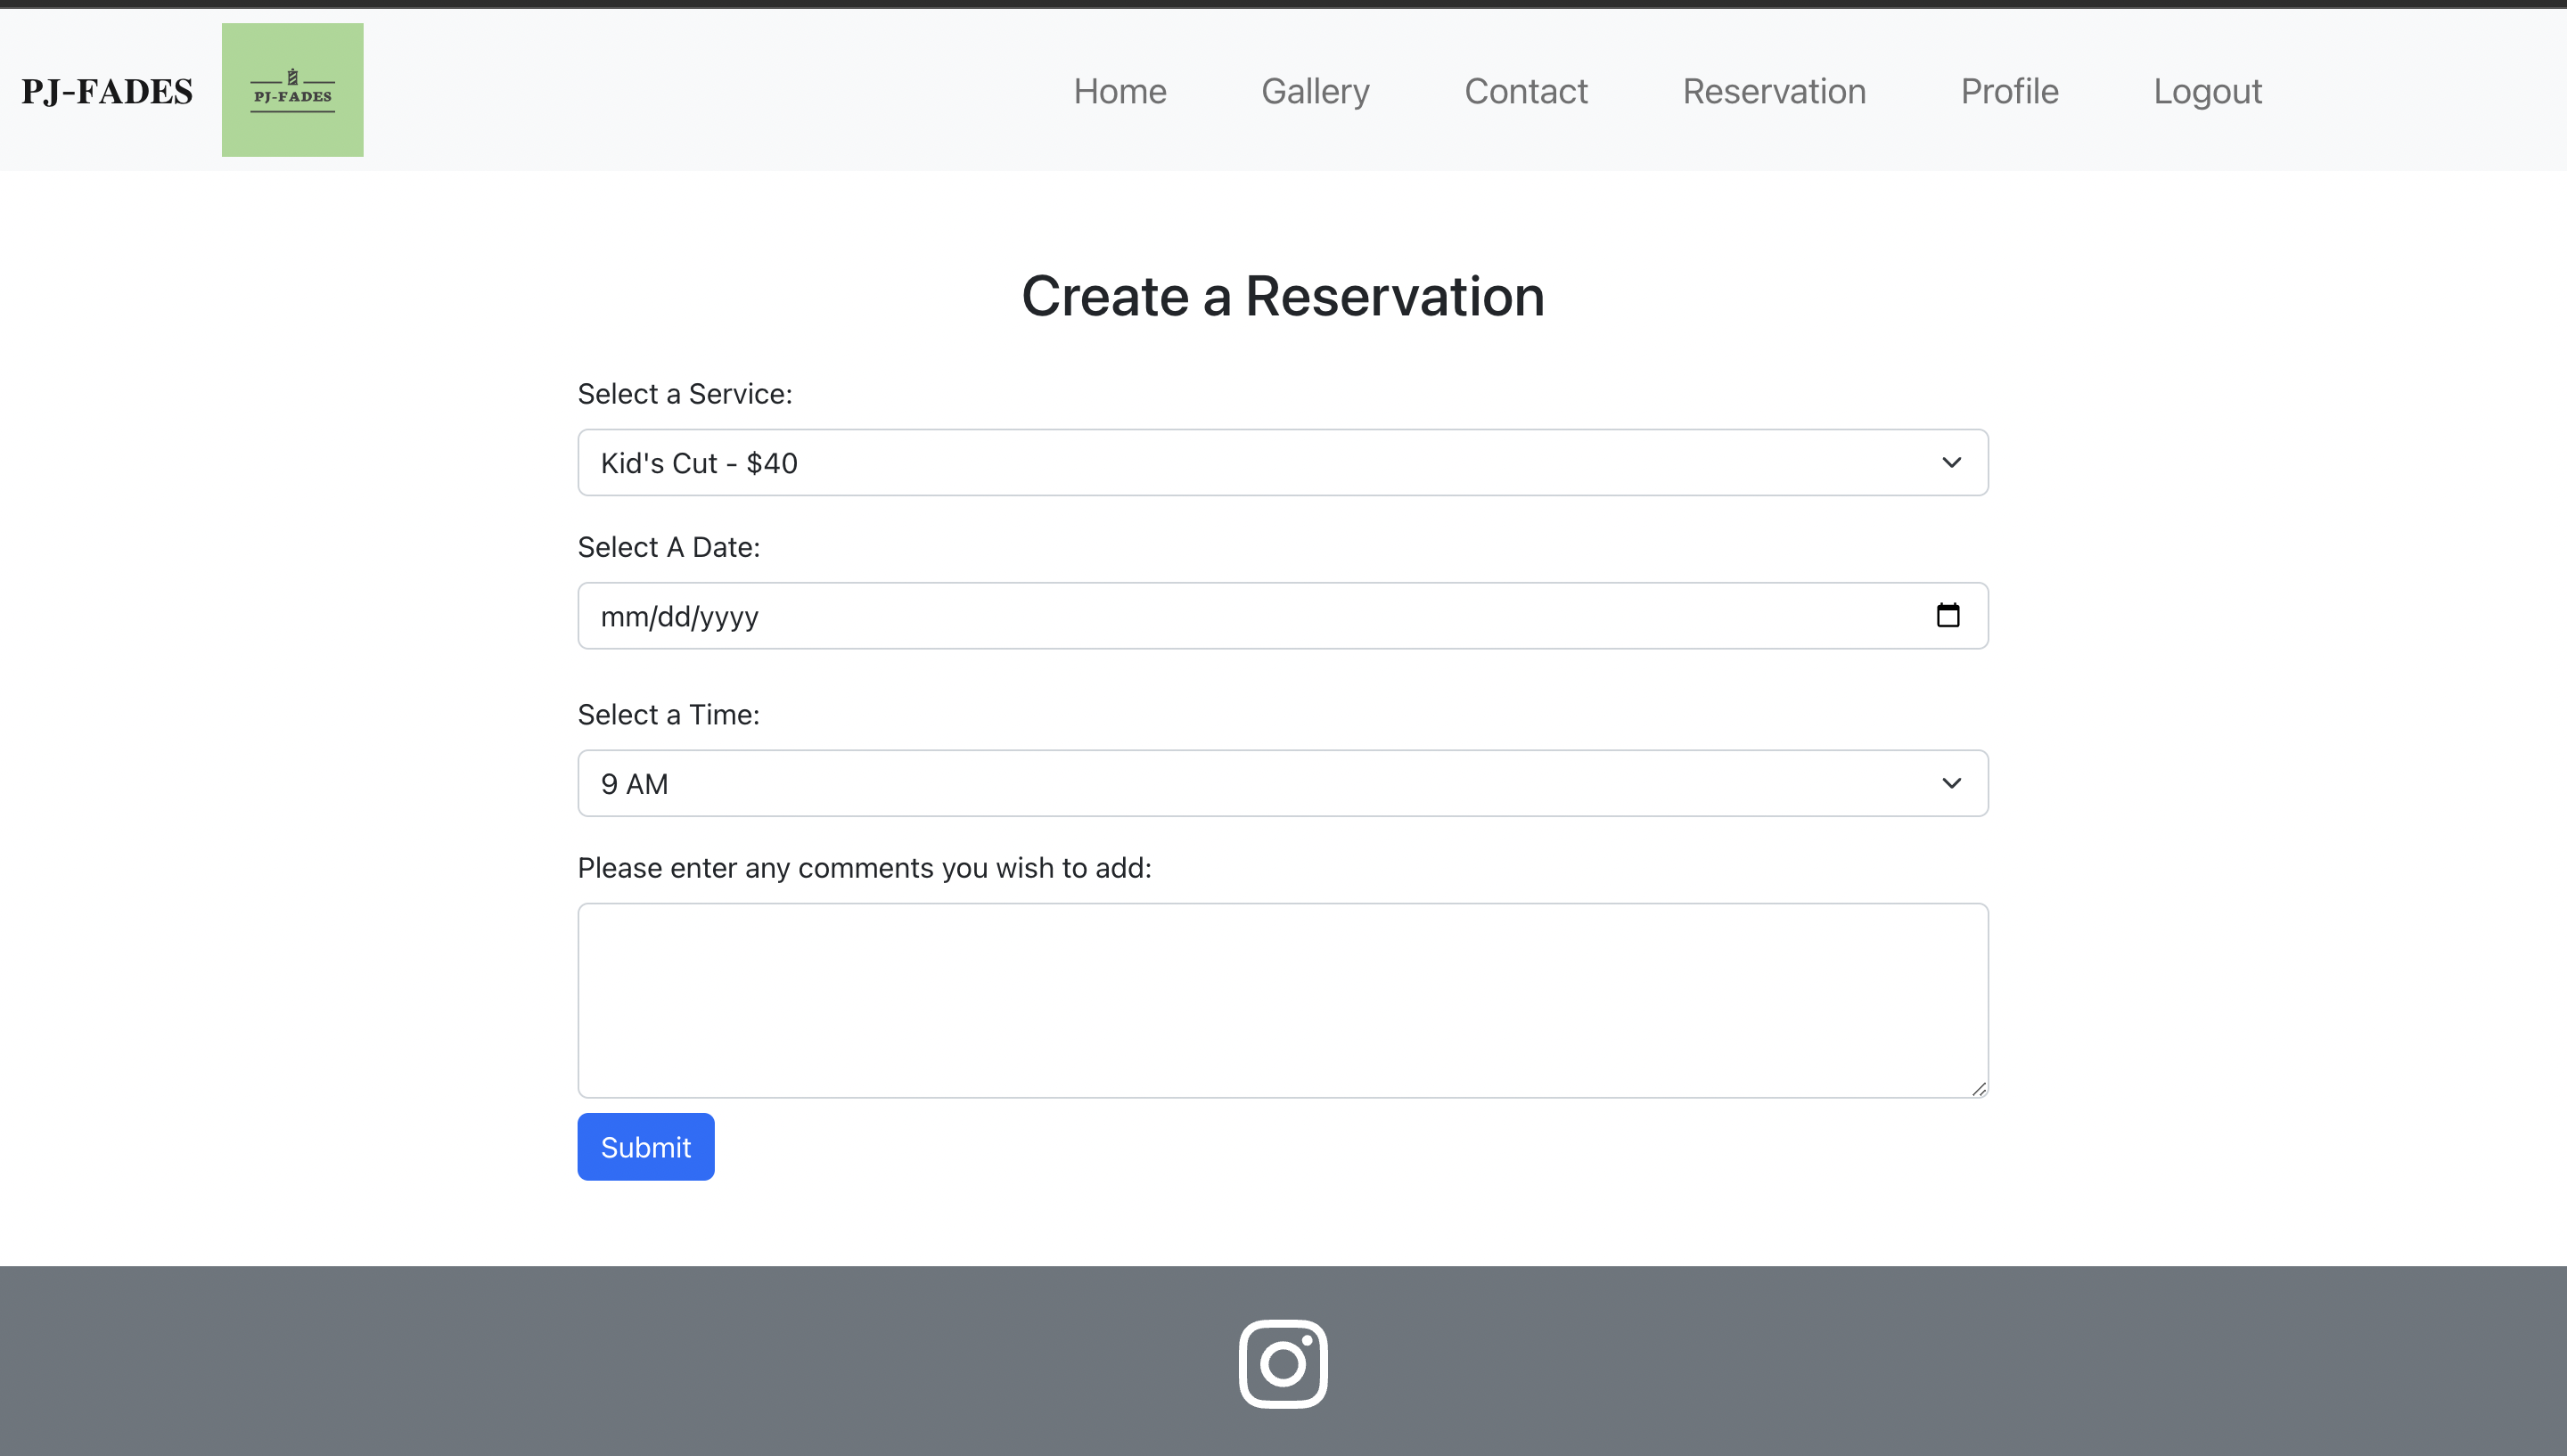 PJ-FADES
PJ-FADES
Home Gallery Contact Reservation Profile Logout
Create a Reservation
Select a Service:
Kid's Cut - $40
Select A Date:
mm/dd/yyyy
Select a Time:
9 AM
Please enter any comments you wish to add:
Submit